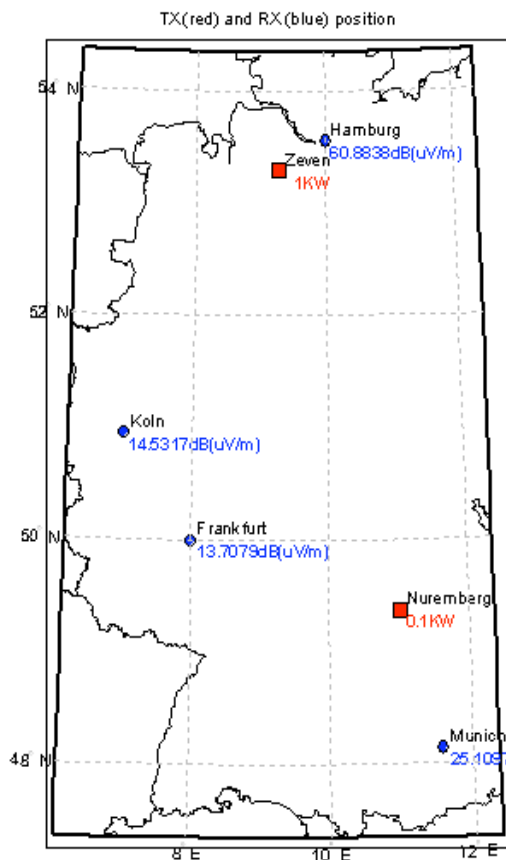 TX(red) and RX(blue) position
54° N
Hamburg
60.8838dB(uV/m)
Zeven
1KW
52° N
Koln
14.5317dB(uV/m)
50° N
Frankfurt
13.7079dB(uV/m)
Nuremberg
0.1KW
Munich
48° N
25.1097
8° E
10° E
12° E